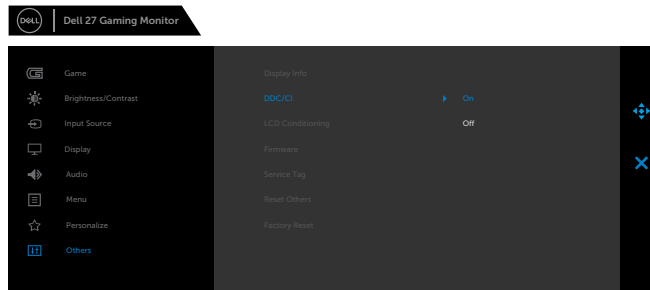 DELL Dell 27 Gaming Monitor
Game Display Info
Brightness/Contrast DDC/CI On
Input Source LCD Conditioning Off
Display Firmware
Audio Service Tag
Menu Reset Others
Personalize Factory Reset
Others